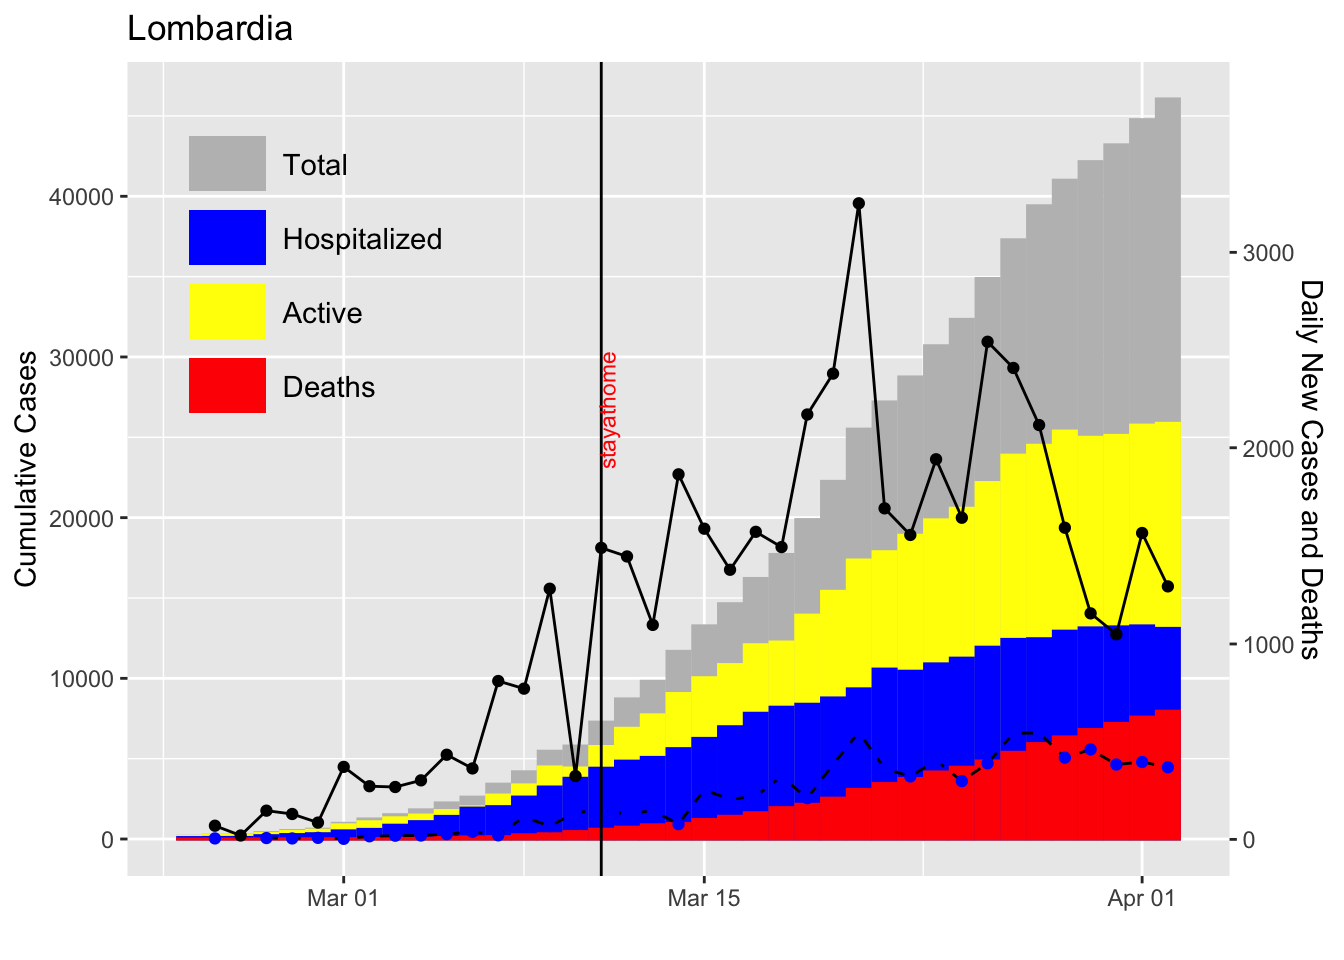 Lombardia
Total
Hospitalized
Active
Deaths
stayathome
Cumulative Cases
40000
30000
20000
10000
0
3000
2000
1000
0
Daily New Cases and Deaths
Mar 01
Mar 15
Apr 01